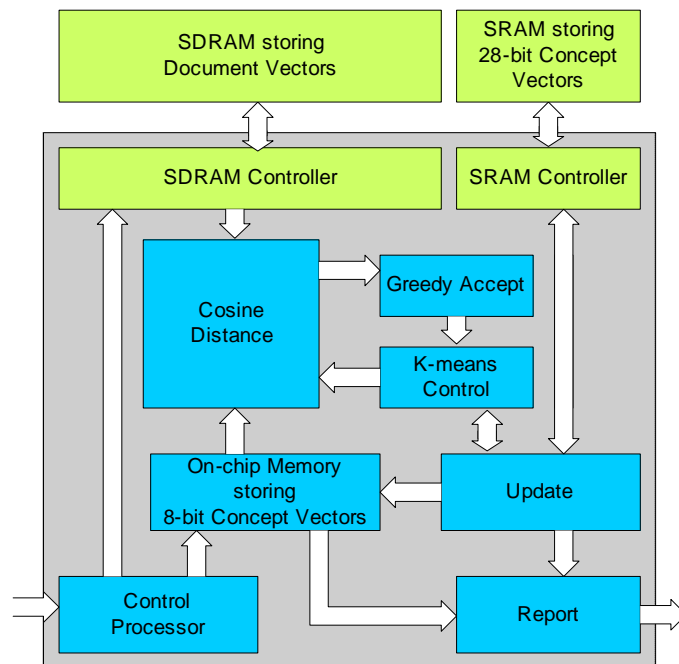 SDRAM storing
Document Vectors
SRAM storing
28-bit Concept
Vectors
SDRAM Controller
SRAM Controller
Cosine
Distance
Greedy Accept
K-means
Control
On-chip Memory
storing
8-bit Concept Vectors
Update
Control
Processor
Report